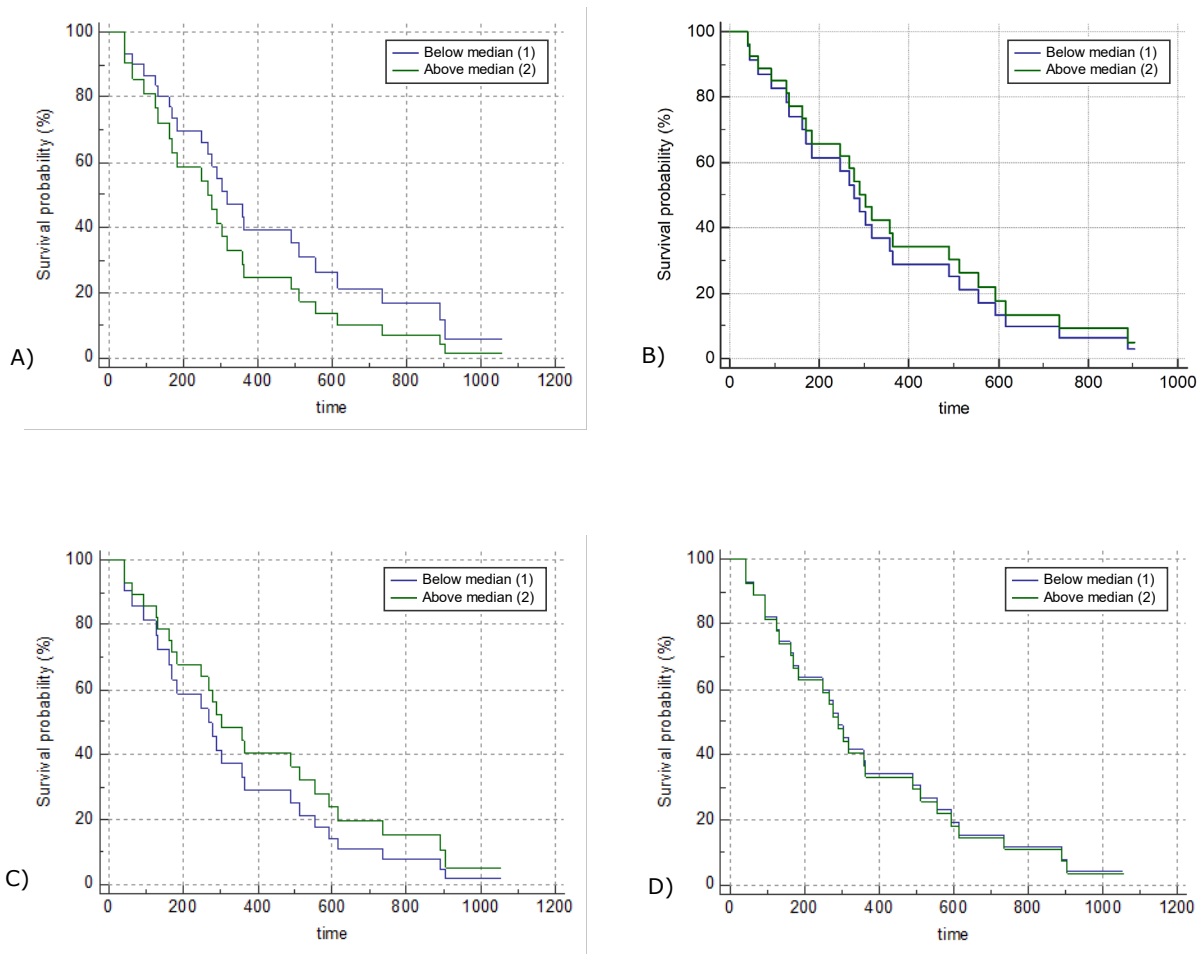 100
80
60
40
20
0
Survival probability (%)
Below median (1)
Above median (2)
0 200 400 600 800 1000 1200
time
A)
100
80
60
40
20
0
Survival probability (%)
Below median (1)
Above median (2)
0 200 400 600 800 1000
time
B)
100
80
60
40
20
0
Survival probability (%)
Below median (1)
Above median (2)
0 200 400 600 800 1000 1200
time
C)
100
80
60
40
20
0
Survival probability (%)
Below median (1)
Above median (2)
0 200 400 600 800 1000 1200
time
D)